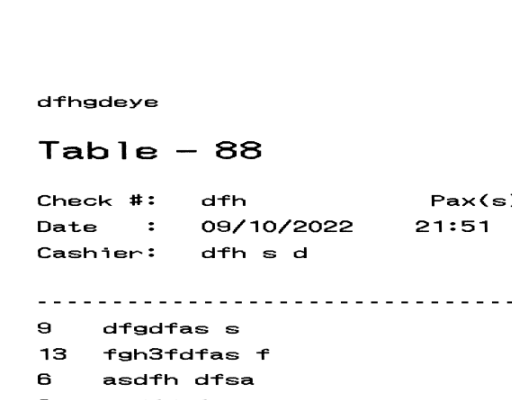 dfhgdeye
Table - 88
Check #: dfh Pax(s)
Date : 09/10/2022 21:51
Cashier: dfh s d
--------------------------------
9 dfgdfas s
13 fgh3fdfas f
6 asdfh dfsa